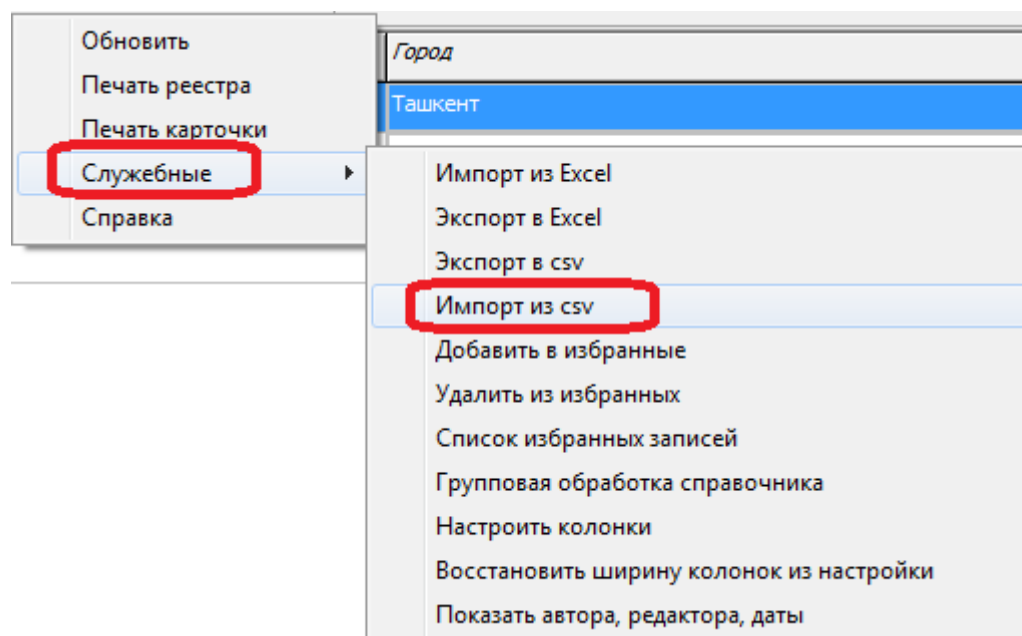 Обновить
Печать реестра
Печать карточки
Служебные
Справка
Город
Ташкент
Импорт из Excel
Экспорт в Excel
Экспорт в csv
Импорт из csv
Добавить в избранные
Удалить из избранных
Список избранных записей
Групповая обработка справочника
Настроить колонки
Восстановить ширину колонок из настройки
Показать автора, редактора, даты